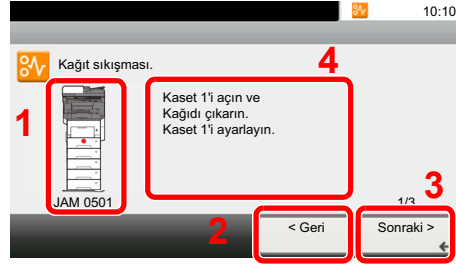 10:10
Kağıt sıkışması.
4
1
Kaset 1'i açın ve
Kağıdı çıkarın.
Kaset 1'i ayarlayın.
JAM 0501
1/3
3
2
< Geri
Sonraki >